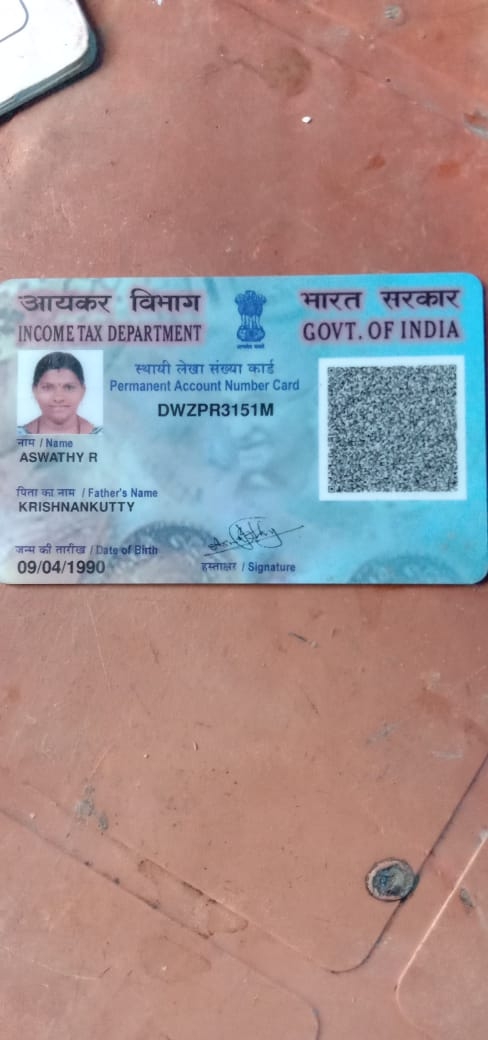 आयकर विभाग
INCOME TAX DEPARTMENT
भारत सरकार
GOVT. OF INDIA
स्थायी लेखा संख्या कार्ड
Permanent Account Number Card
DWZPR3151M
नाम / Name
ASWATHY R
पिता का नाम / Father's Name
KRISHNANKUTTY
जन्म की तारीख / Date of Birth
09/04/1990
हस्ताक्षर / Signature